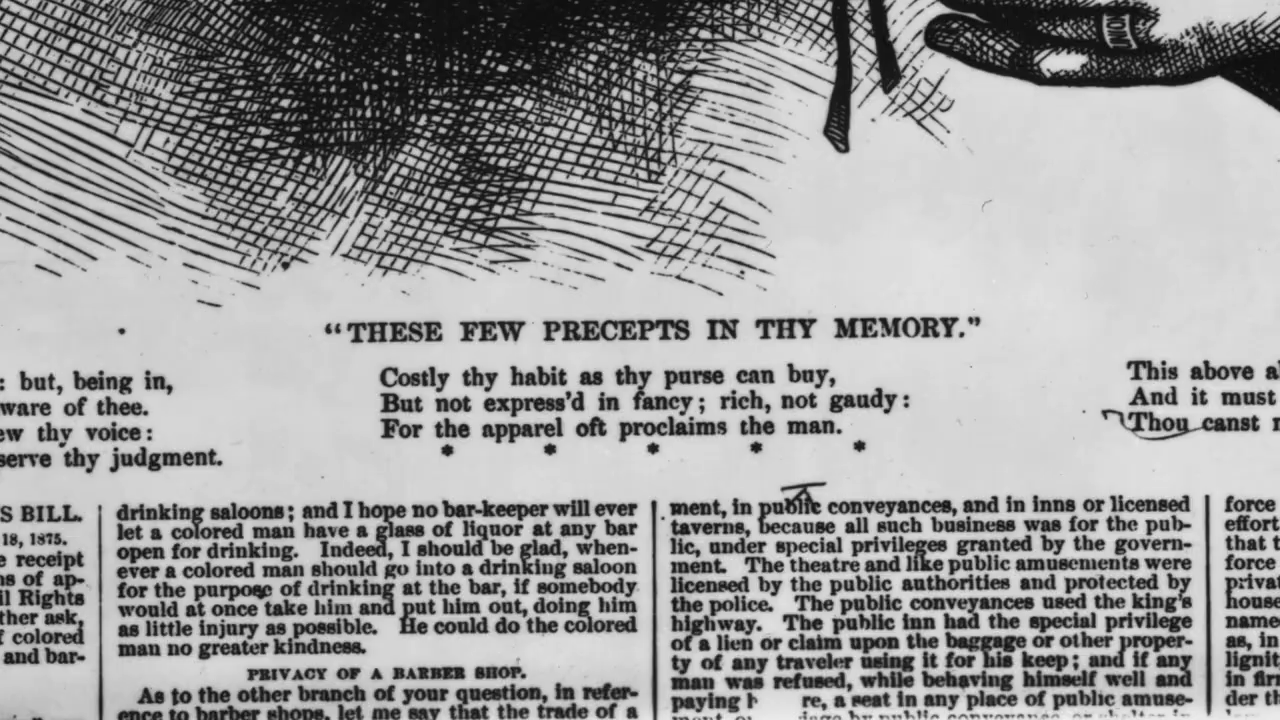 "THESE FEW PRECEPTS IN THY MEMORY."
: but, being in,
ware of thee.
ew thy voice:
serve thy judgment.
Costly thy habit as thy purse can buy,
But not express'd in fancy; rich, not gaudy:
For the apparel oft proclaims the man.
* * * * *
This above al
And it must
Thou canst n
S BILL.
18, 1875.
e receipt
ns of ap-
il Rights
ther ask,
f colored
and bar-
drinking saloons; and I hope no bar-keeper will ever
let a colored man have a glass of liquor at any bar
open for drinking. Indeed, I should be glad, when-
ever a colored man should go into a drinking saloon
for the purpose of drinking at the bar, if somebody
would at once take him and put him out, doing him
as little injury as possible. He could do the colored
man no greater kindness.
PRIVACY OF A BARBER SHOP.
As to the other branch of your question, in refer-
ence to barber shops, let me say that the trade of a
ment, in public conveyances, and in inns or licensed
taverns, because all such business was for the pub-
lic, under special privileges granted by the govern-
ment. The theatre and like public amusements were
licensed by the public authorities and protected by
the police. The public conveyances used the king's
highway. The public inn had the special privilege
of a lien or claim upon the baggage or other proper-
ty of any traveler using it for his keep; and if any
man was refused, while behaving himself well and
paying h re, a seat in any place of public amuse-
force
effort
that t
force
privat
house
name
as, in
lignit
in firm
der th